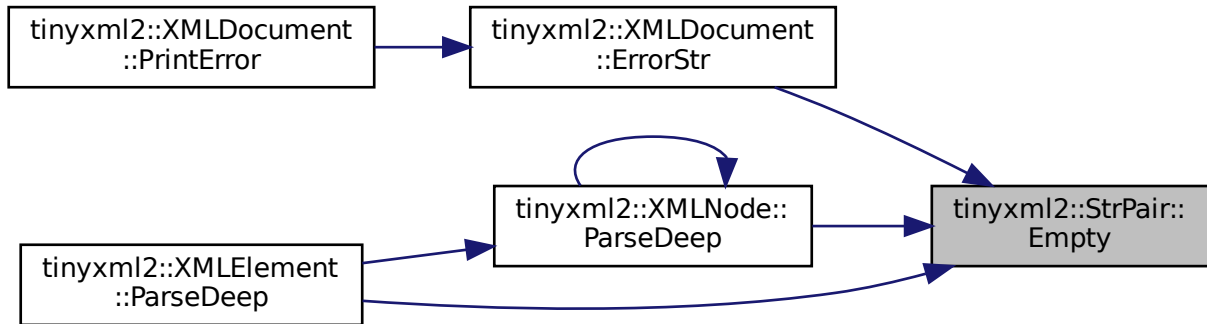 tinyxml2::XMLDocument
::PrintError
tinyxml2::XMLDocument
::ErrorStr
tinyxml2::XMLNode::
ParseDeep
tinyxml2::StrPair::
Empty
tinyxml2::XMLElement
::ParseDeep